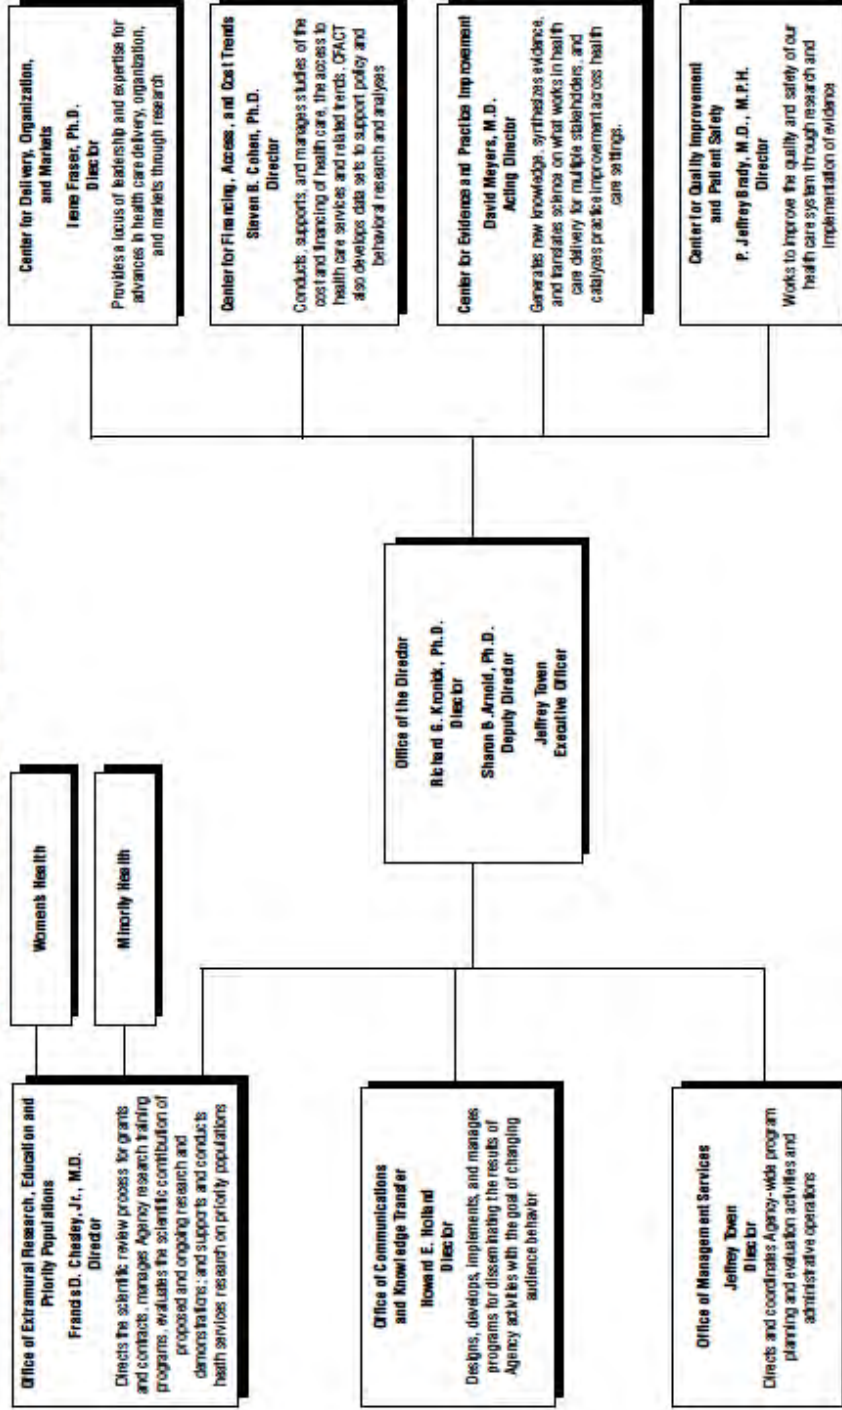 Office of Extramural Research, Education and
Priority Populations
Francis D. Chesley, Jr., M.D.
Director
Directs the scientific review process for grants
and contracts, manages Agency research training
programs, evaluates the scientific contribution of
proposed and ongoing research and
demonstrations; and supports and conducts
health services research on priority populations
Women's Health
Minority Health
Office of Communications
and Knowledge Transfer
Howard E. Holland
Director
Designs, develops, implements, and manages
programs for disseminating the results of
Agency activities with the goal of changing
audience behavior
Office of Management Services
Jeffrey Toven
Director
Directs and coordinates Agency-wide program
planning and evaluation activities and
administrative operations
Office of the Director
Richard G. Kronick, Ph.D.
Director
Sharon B. Arnold, Ph.D.
Deputy Director
Jeffrey Toven
Executive Officer
Center for Delivery, Organization,
and Markets
Irene Fraser, Ph.D.
Director
Provides a locus of leadership and expertise for
advances in health care delivery, organization,
and markets through research
Center for Financing, Access, and Cost Trends
Steven B. Cohen, Ph.D.
Director
Conducts, supports, and manages studies of the
cost and financing of health care, the access to
health care services and related trends. CFACT
also develops data sets to support policy and
behavioral research and analyses
Center for Evidence and Practice Improvement
David Meyers, M.D.
Acting Director
Generates new knowledge, synthesizes evidence,
and translates science on what works in health
care delivery for multiple stakeholders, and
catalyzes practice improvement across health
care settings.
Center for Quality Improvement
and Patient Safety
P. Jeffrey Brady, M.D., M.P.H.
Director
Works to improve the quality and safety of our
health care system through research and
implementation of evidence